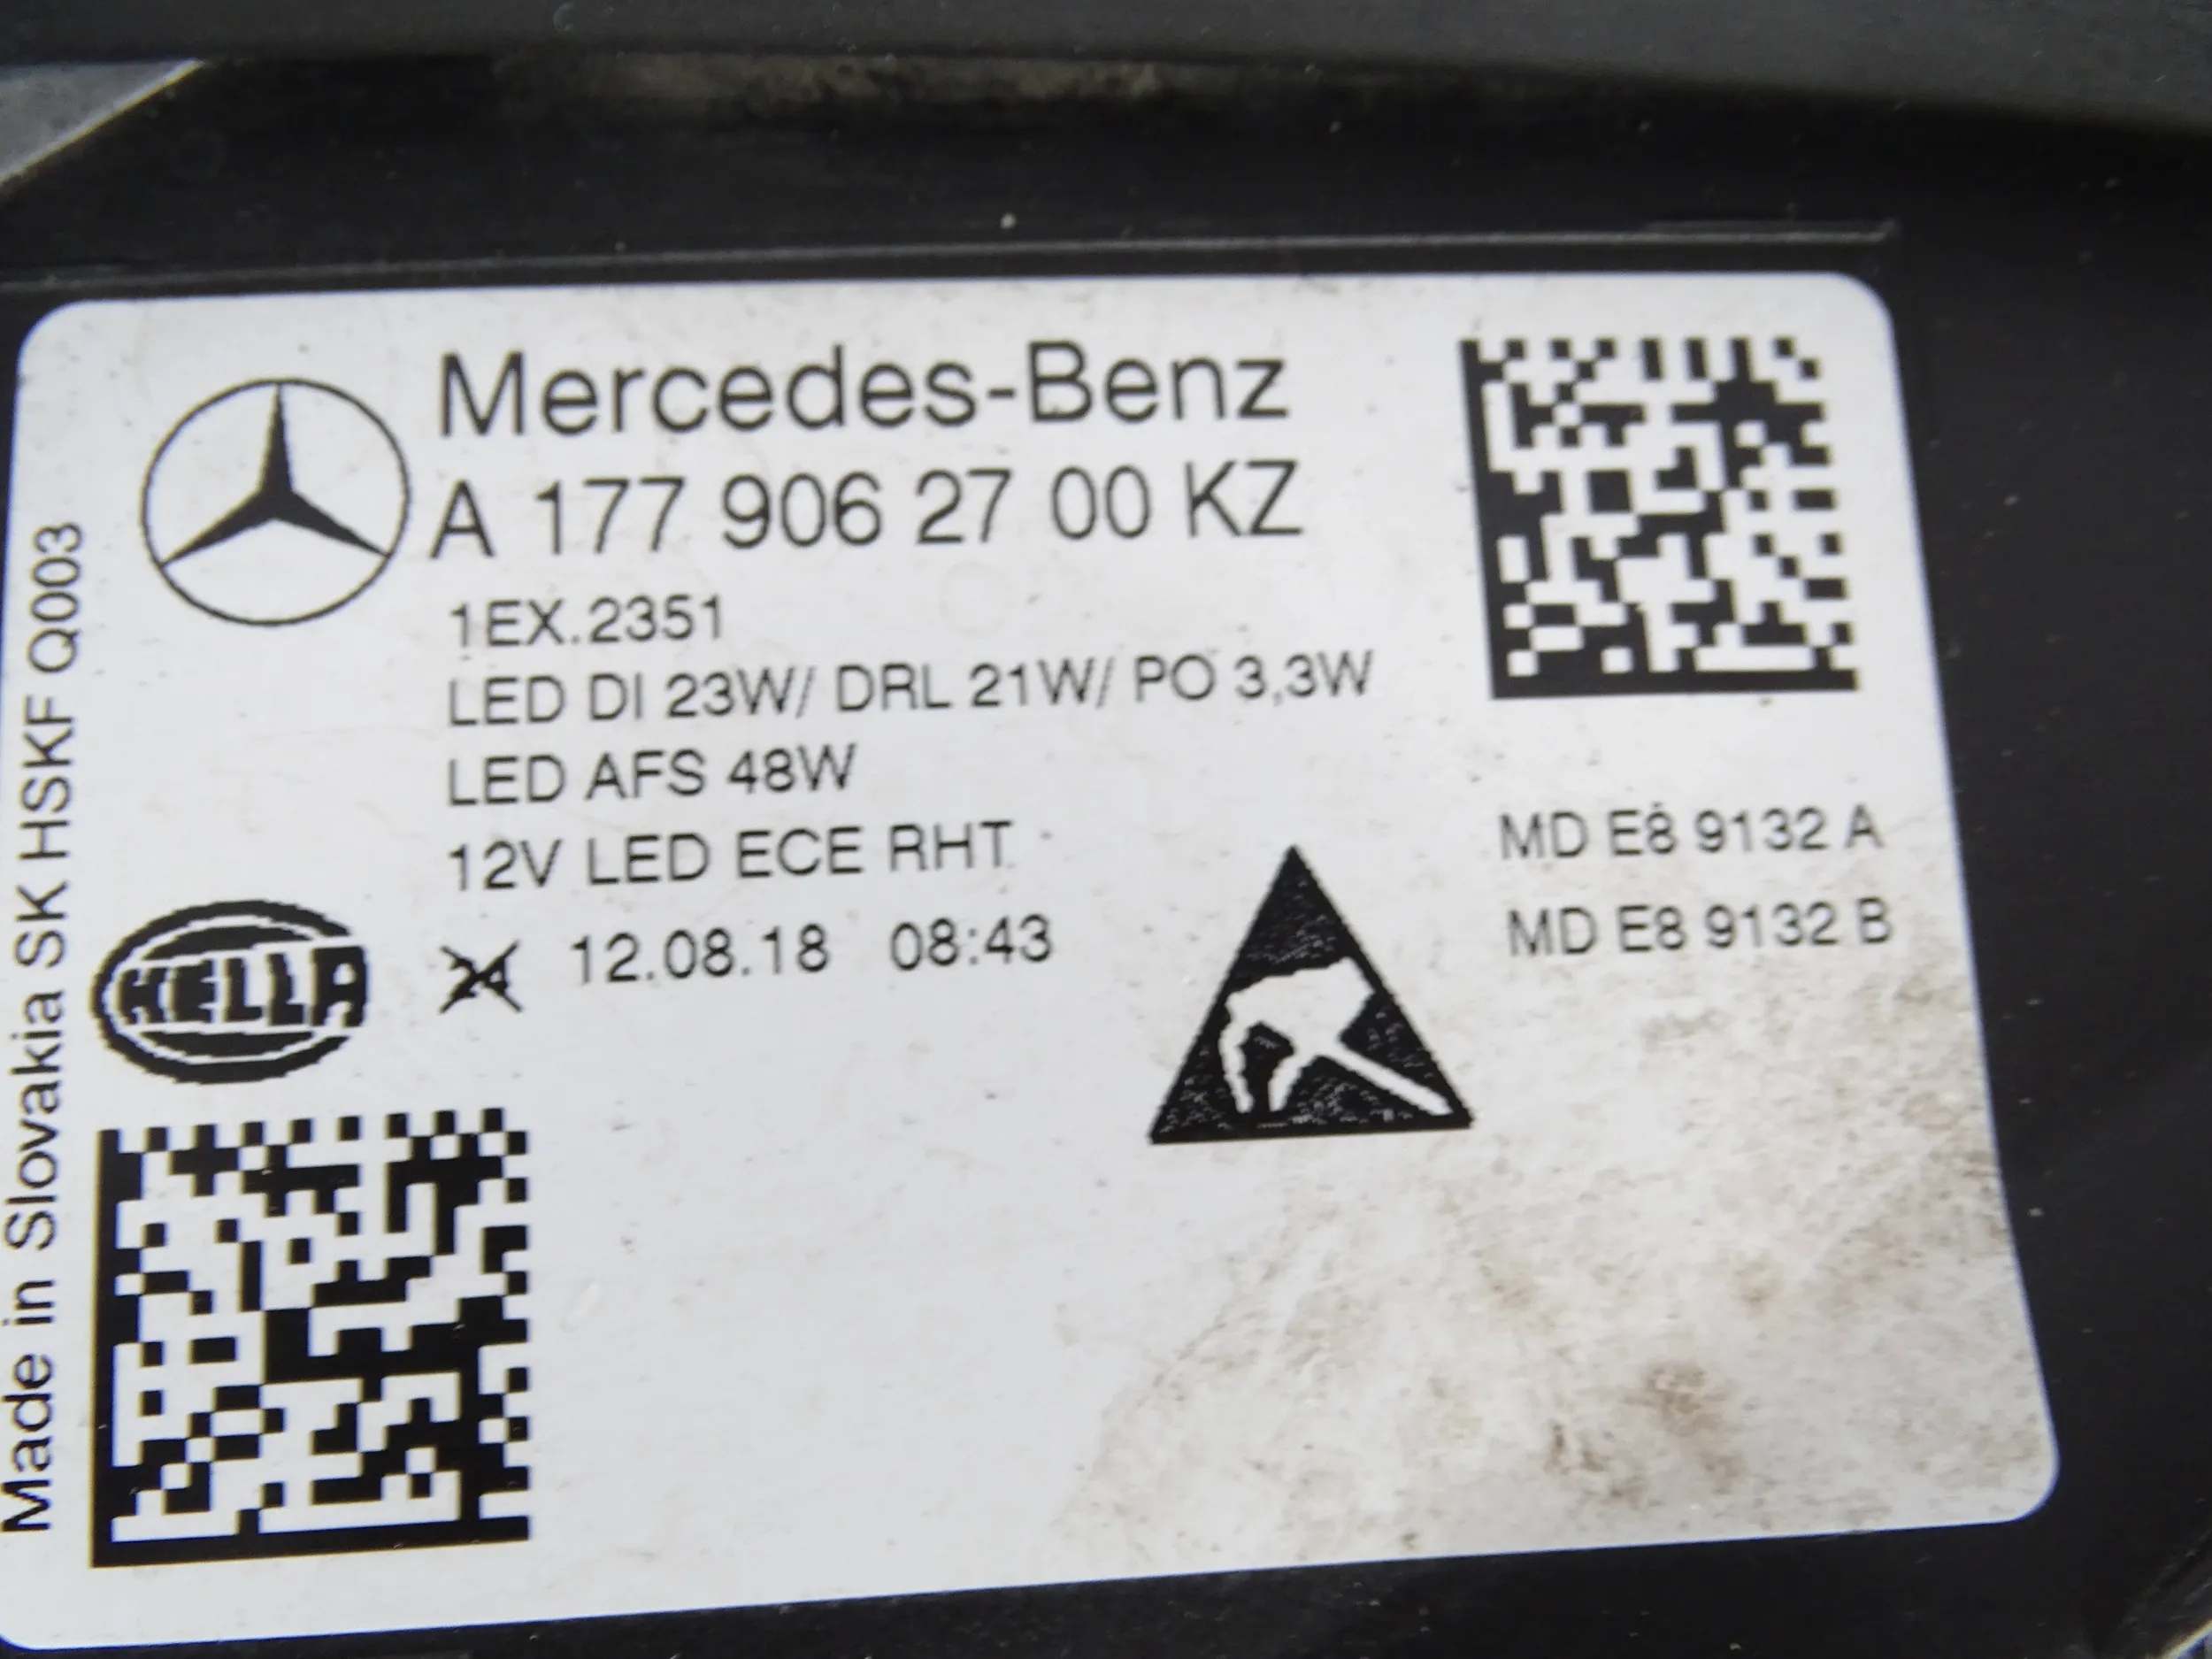 Mercedes-Benz
A 177 906 27 00 KZ
1EX.2351
LED DI 23W/ DRL 21W/ PO 3,3W
LED AFS 48W
12V LED ECE RHT
MD E8 9132 A
MD E8 9132 B
HELLA
24 12.08.18 08:43
Made in Slovakia SK HSKF Q003